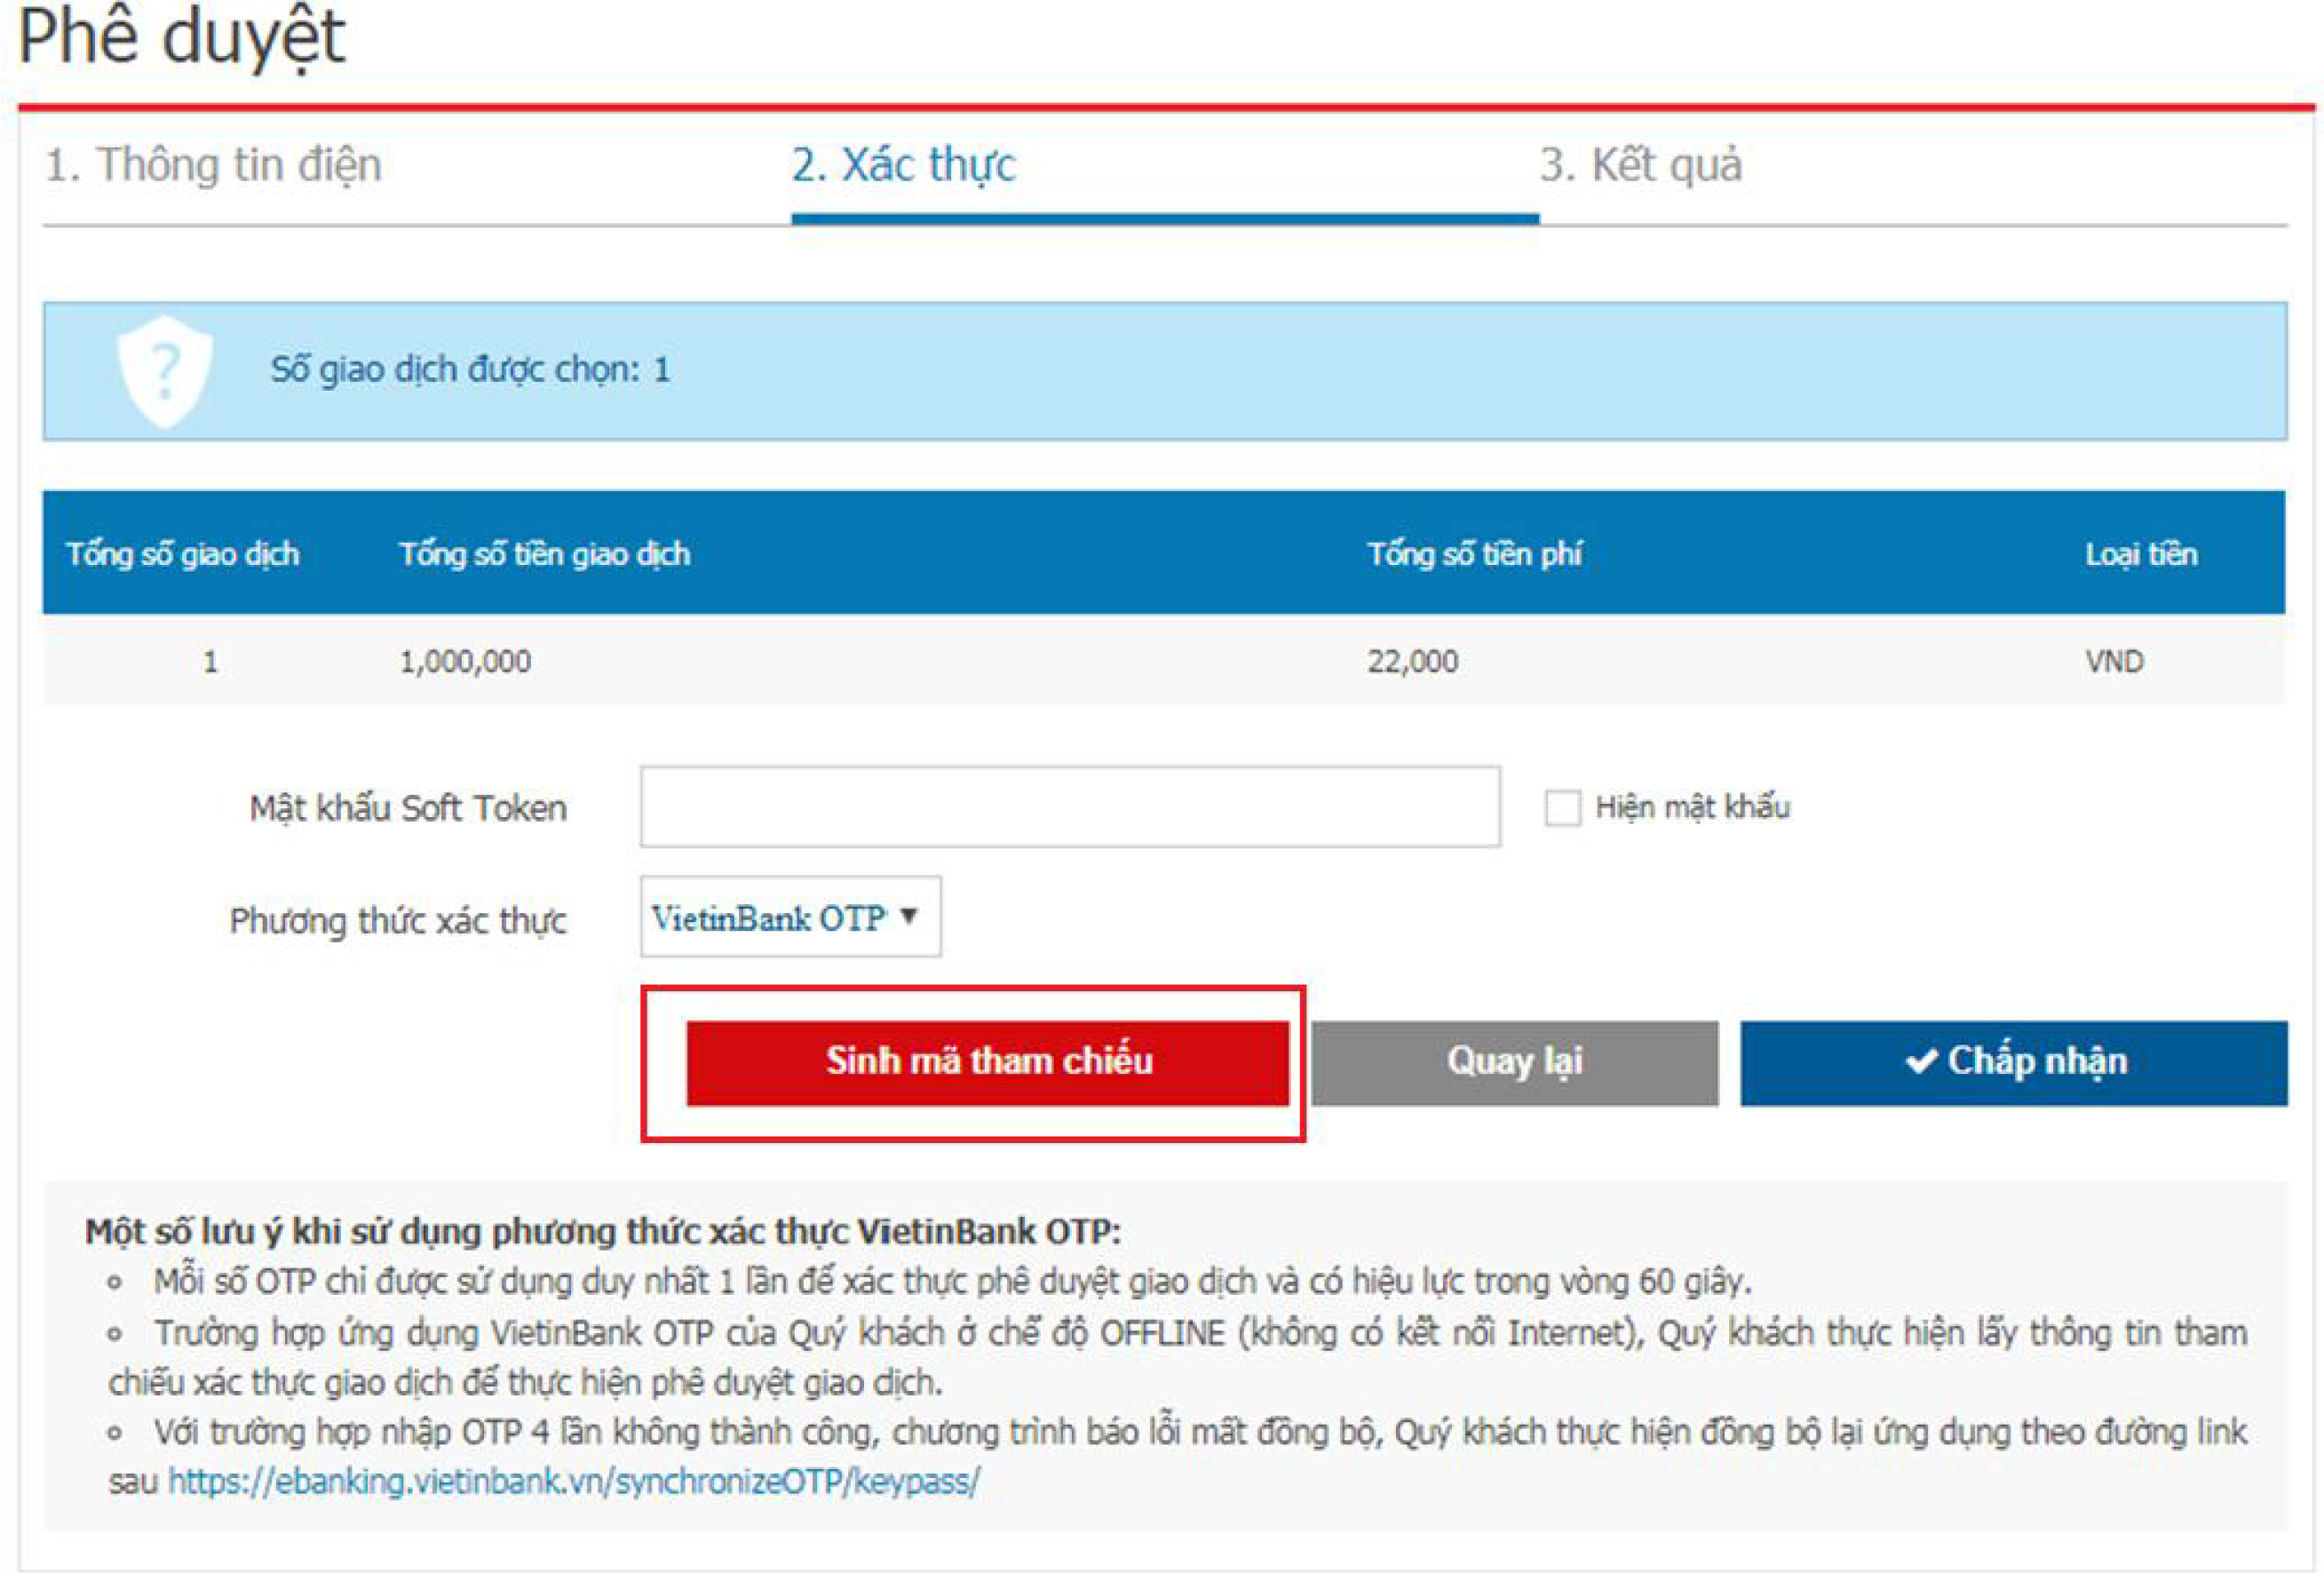 Phê duyệt
1. Thông tin điện
2. Xác thực
3. Kết quả
?
Số giao dịch được chọn: 1
Tổng số giao dịch Tổng số tiền giao dịch Tổng số tiền phí Loại tiền
1 1,000,000 22,000 VND
Mật khẩu Soft Token
Hiện mật khẩu
Phương thức xác thực
VietinBank OTP ▼
Sinh mã tham chiếu
Quay lại
✔ Chấp nhận
Một số lưu ý khi sử dụng phương thức xác thực VietinBank OTP:
Mỗi số OTP chỉ được sử dụng duy nhất 1 lần để xác thực phê duyệt giao dịch và có hiệu lực trong vòng 60 giây.
Trường hợp ứng dụng VietinBank OTP của Quý khách ở chế độ OFFLINE (không có kết nối Internet), Quý khách thực hiện lấy thông tin tham
chiếu xác thực giao dịch để thực hiện phê duyệt giao dịch.
Với trường hợp nhập OTP 4 lần không thành công, chương trình báo lỗi mất đồng bộ, Quý khách thực hiện đồng bộ lại ứng dụng theo đường link
sau https://ebanking.vietinbank.vn/synchronizeOTP/keypass/